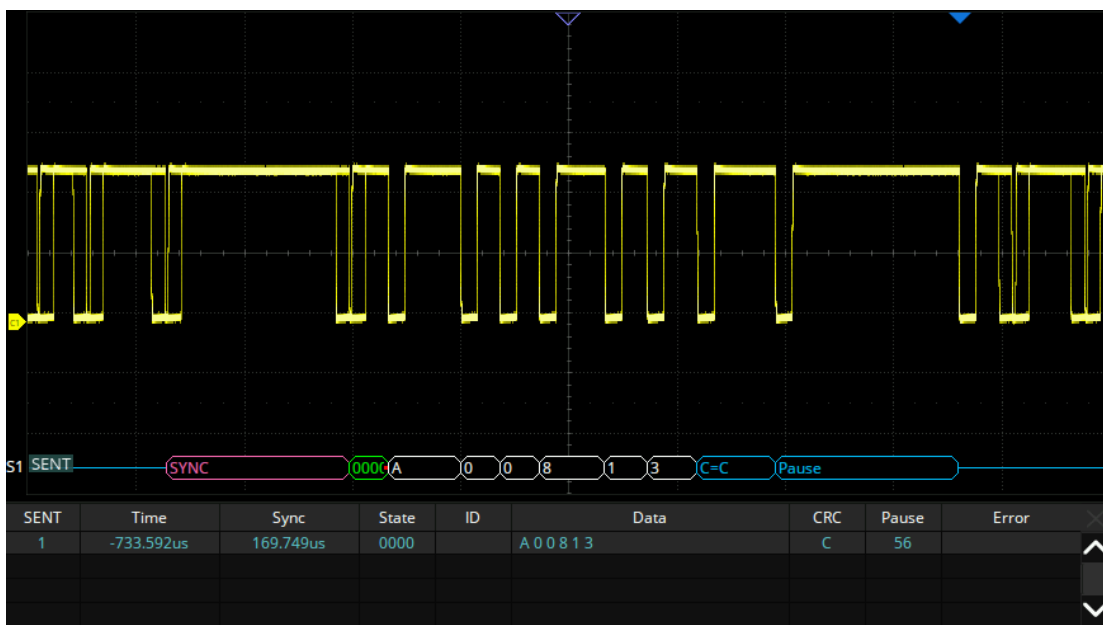 C1
S1 SENT SYNC 0000 A 0 0 8 1 3 C=C Pause
SENT Time Sync State ID Data CRC Pause Error
1 -733.592us 169.749us 0000 A 0 0 8 1 3 C 56